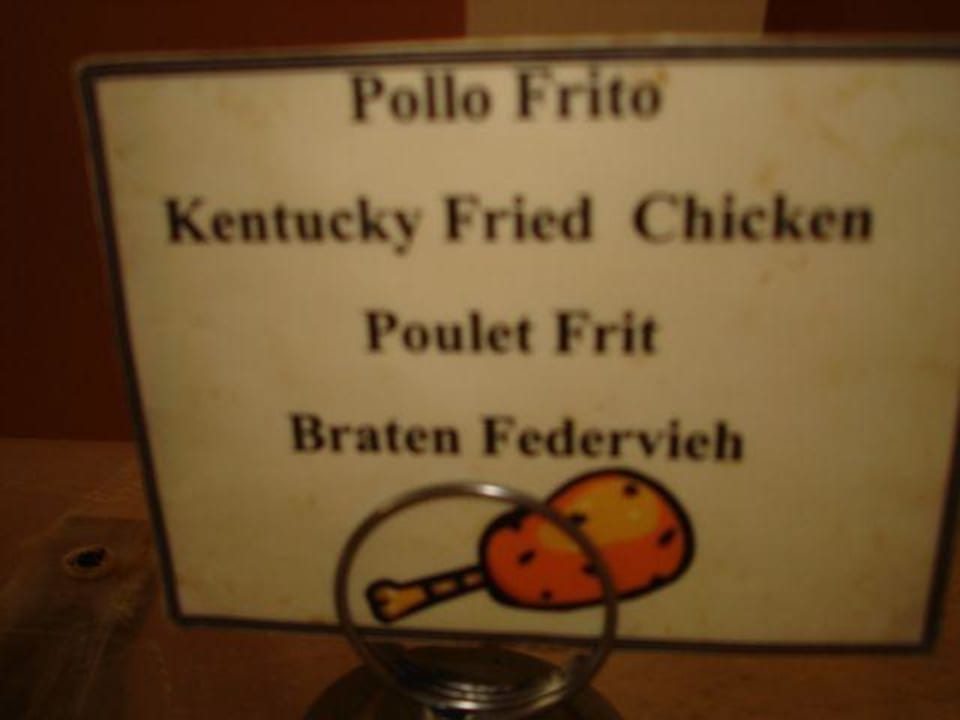 Pollo Frito
Kentucky Fried Chicken
Poulet Frit
Braten Federvieh